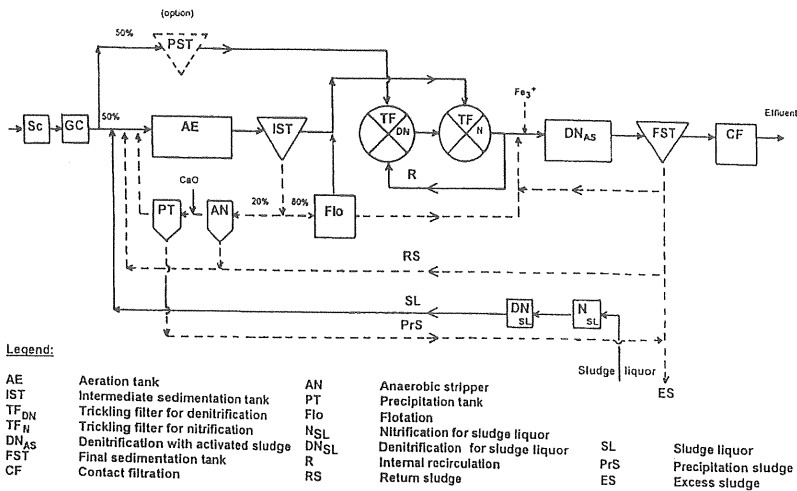 (option)
50%
PST
Sc
GC
50%
AE
IST
TF
DN
TF
N
Fe3+
DNAS
FST
CF
Effluent
R
CaO
PT
AN
20%
80%
Flo
RS
SL
DN
SL
N
SL
PrS
Sludge liquor
ES
Legend:
AE Aeration tank
IST Intermediate sedimentation tank
TFDN Trickling filter for denitrification
TFN Trickling filter for nitrification
DNAS Denitrification with activated sludge
FST Final sedimentation tank
CF Contact filtration
AN Anaerobic stripper
PT Precipitation tank
Flo Flotation
NSL Nitrification for sludge liquor
DNSL Denitrification for sludge liquor
R Internal recirculation
RS Return sludge
SL Sludge liquor
PrS Precipitation sludge
ES Excess sludge